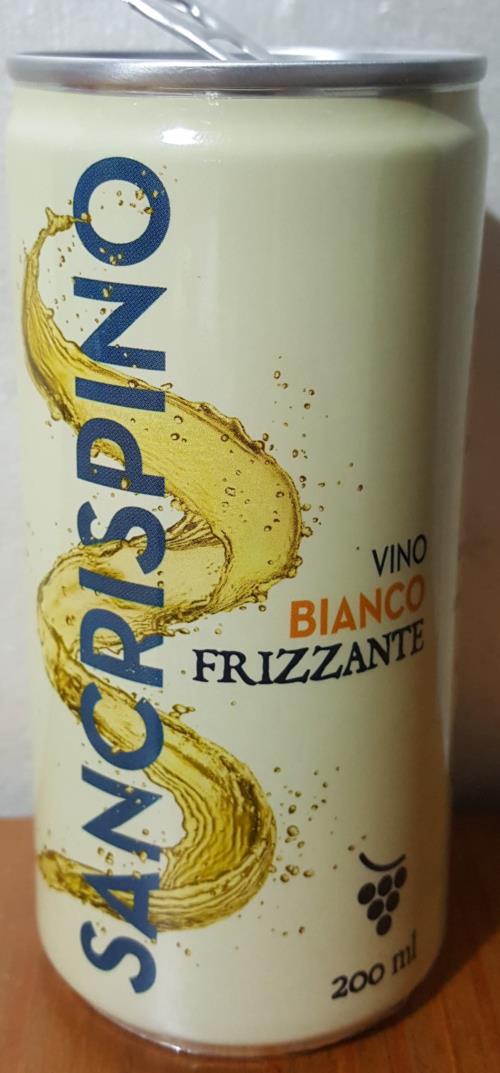 SANCRISPINO
VINO
BIANCO
FRIZZANTE
200 ml